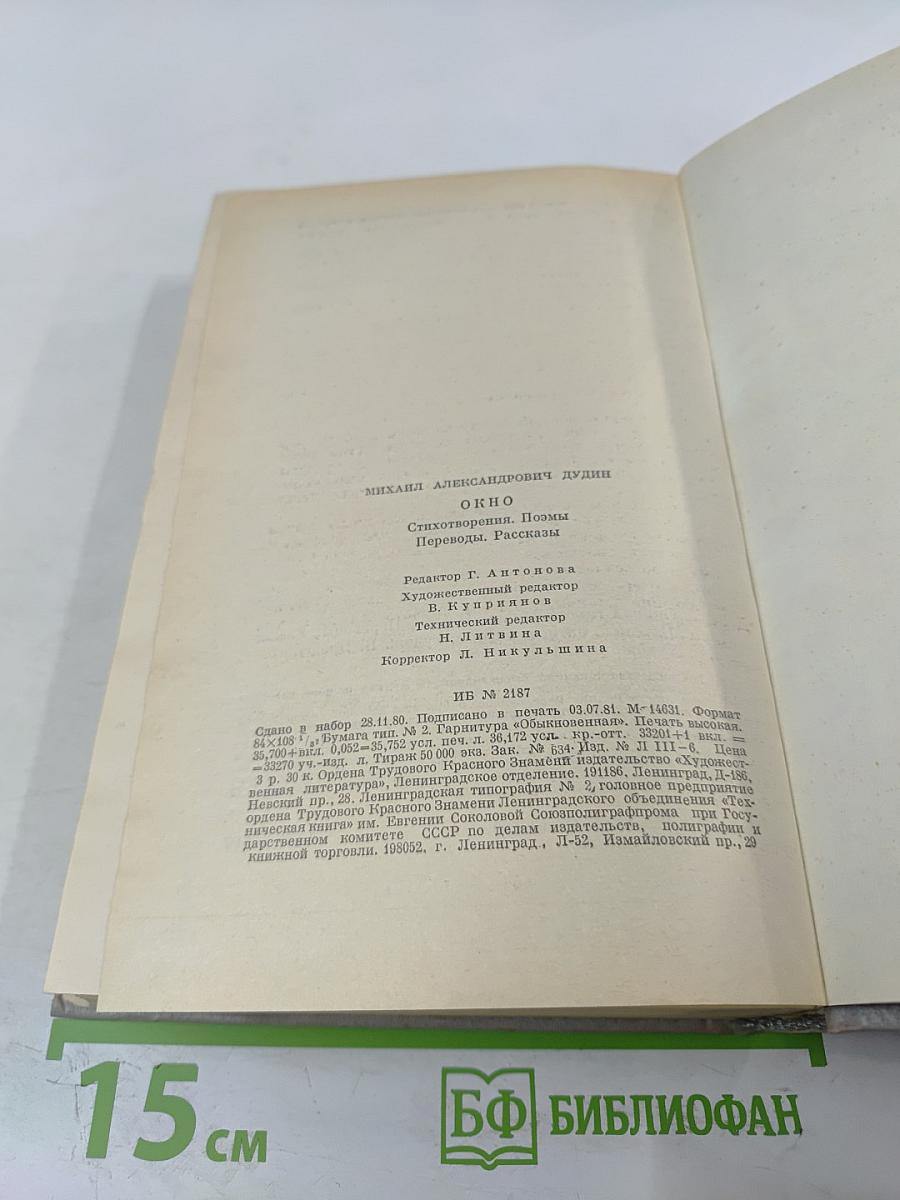 МИХАИЛ АЛЕКСАНДРОВИЧ ДУДИН
ОКНО
Стихотворения. Поэмы
Переводы. Рассказы
Редактор Г. Антонова
Художественный редактор
В. Куприянов
Технический редактор
Н. Литвина
Корректор Л. Никульшина
ИБ № 2187
Сдано в набор 28.11.80. Подписано в печать 03.07.81. М-14631. Формат
84×108 1/3. Бумага тип. № 2. Гарнитура «Обыкновенная». Печать высокая.
35,700+вкл. 0,052=35,752 усл. печ. л. 36,172 усл. кр.-отт. 33201+1 вкл. =
=33270 уч.-изд. л. Тираж 50 000 экз. Зак. № 634. Изд. № Л III-6. Цена
3 р. 30 к. Ордена Трудового Красного Знамени издательство «Художест-
венная литература», Ленинградское отделение. 191186, Ленинград, Д-186,
Невский пр., 28. Ленинградская типография № 2, головное предприятие
ордена Трудового Красного Знамени Ленинградского объединения «Тех-
ническая книга» им. Евгении Соколовой Союзполиграфпрома при Госу-
дарственном комитете СССР по делам издательств, полиграфии и
книжной торговли. 198052, г. Ленинград, Л-52, Измайловский пр., 29
15 см
БФ БИБЛИОФАН